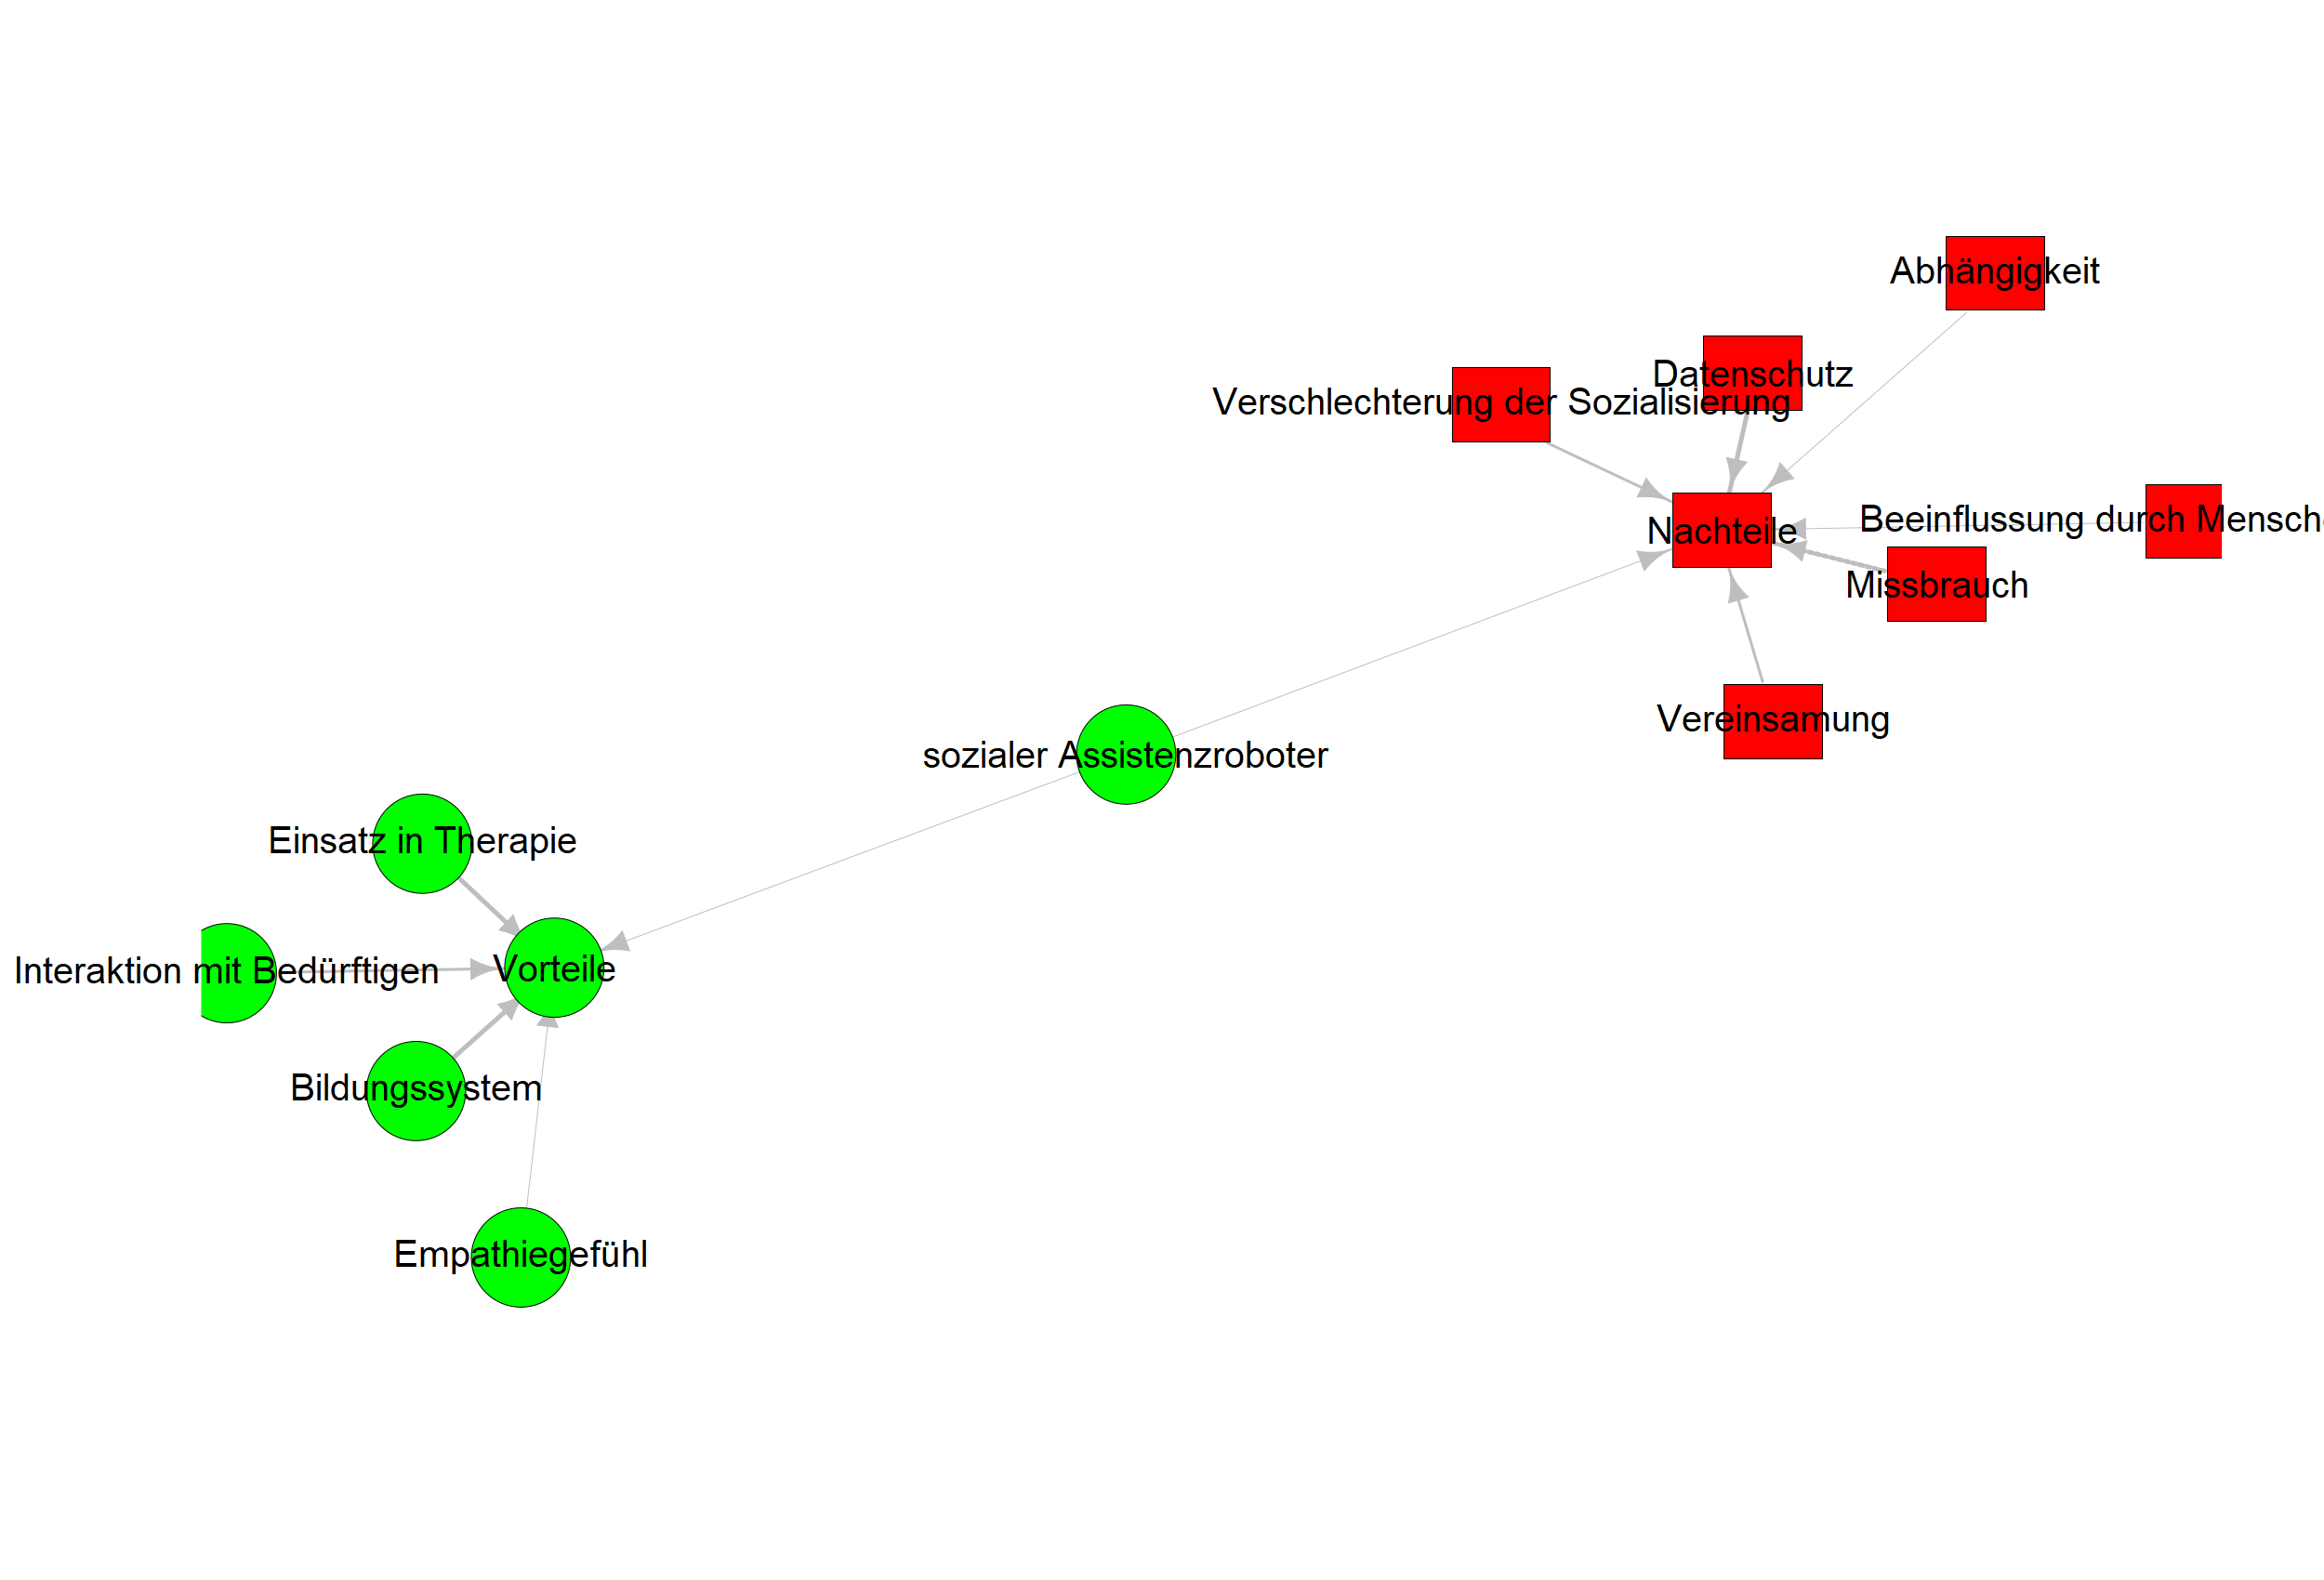 Abhängigkeit
Datenschutz
Verschlechterung der Sozialisierung
Beeinflussung durch Mensche
Nachteile
Missbrauch
Vereinsamung
sozialer Assistenzroboter
Einsatz in Therapie
Interaktion mit Bedürftigen
Vorteile
Bildungssystem
Empathiegefühl